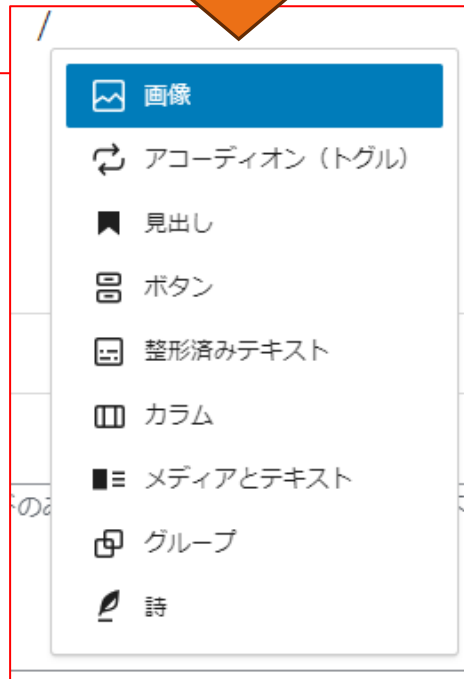 /
画像
アコーディオン（トグル）
見出し
ボタン
整形済みテキスト
カラム
メディアとテキスト
グループ
詩